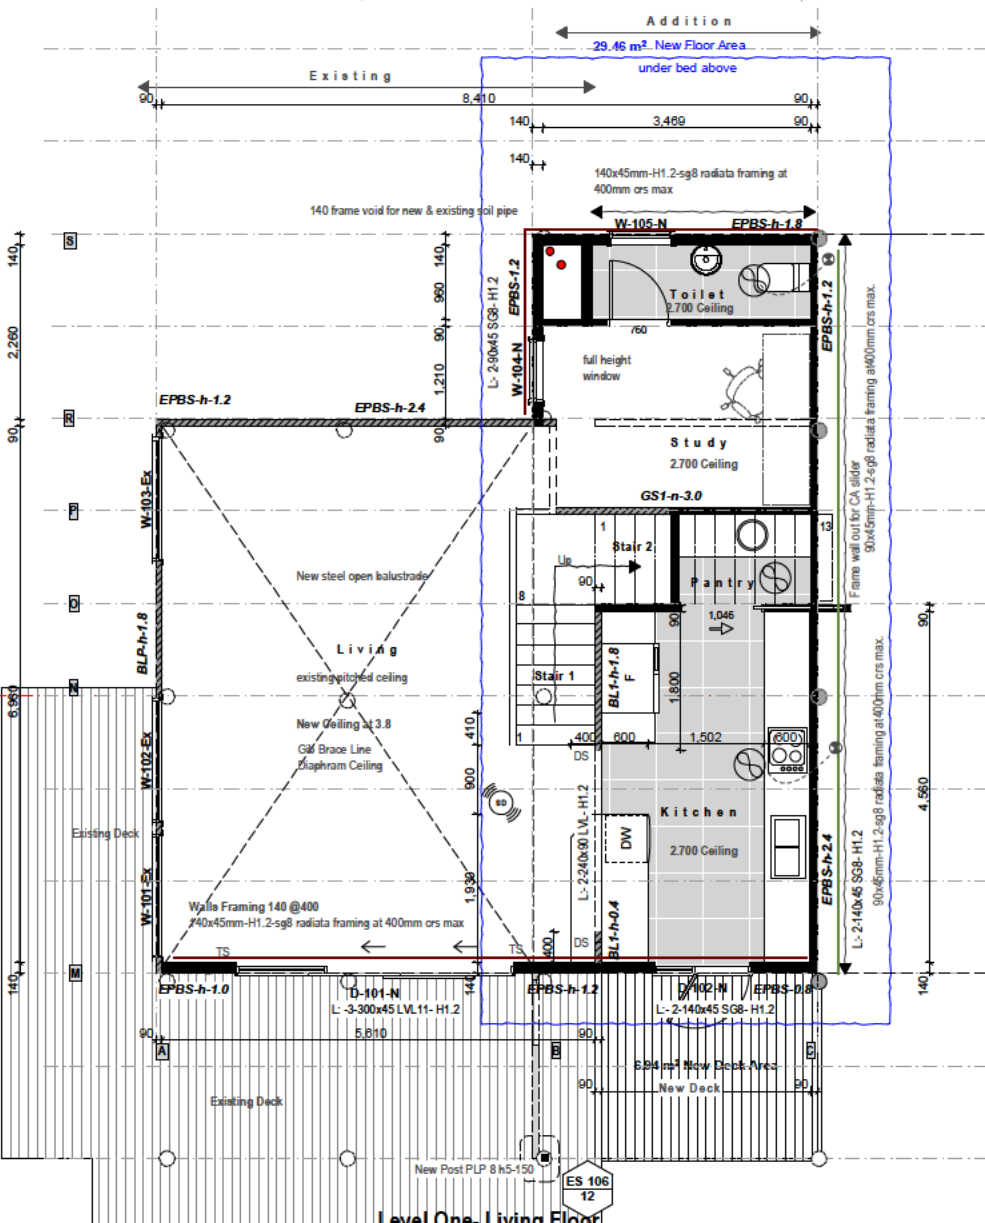 Addition
29.46 m² New Floor Area
under bed above
Existing
90
8,410
90
140
3,469
90
140
140x45mm-H1.2-sg8 radiata framing at
400mm crs max
140 frame void for new & existing soil pipe
W-105-N
EPBS-h-1.8
S
140
140
960
90
1,210
90
2,260
L:- 2-90x45 SG8- H1.2
EPBS-1.2
W-104-N
Toilet
2.700 Ceiling
760
EPBS-h-1.2
full height
window
EPBS-h-1.2
EPBS-h-2.4
R
90
Study
2.700 Ceiling
GS1-n-3.0
Frame wall out for CA slider
90x45mm-H1.2-sg8 radiata framing at400mm crs max.
W-103-Ex
P
1
Stair 2
13
Up
Pantry
New steel open balustrade
90
8
O
1,046
90
90
BLP-h-1.8
Living
existing pitched ceiling
BL1-h-1.8
F
1,800
N
6,980
Stair 1
New Ceiling at 3.8
Gib Brace Line
Diaphram Ceiling
410
1
400
600
1,502
600
DS
W-102-Ex
900
SD
Existing Deck
L:- 2-240x90 LVL- H1.2
Kitchen
DW
2.700 Ceiling
4,560
90x45mm-H1.2-sg8 radiata framing at400mm crs max.
EPBS-h-2.4
L:- 2-140x45 SG8- H1.2
W-101-Ex
1,939
Walls Framing 140 @400
140x45mm-H1.2-sg8 radiata framing at 400mm crs max
BL1-h-0.4
TS
TS
400
DS
M
140
140
140
EPBS-h-1.0
D-101-N
EPBS-h-1.2
D-102-N
EPBS-0.8
L: -3-300x45 LVL11- H1.2
L:- 2-140x45 SG8- H1.2
90
5,610
90
A
B
C
6.94 m² New Deck Area
90
New Deck
90
Existing Deck
New Post PLP 8 h5-150
ES 106
12
Level One- Living Floor